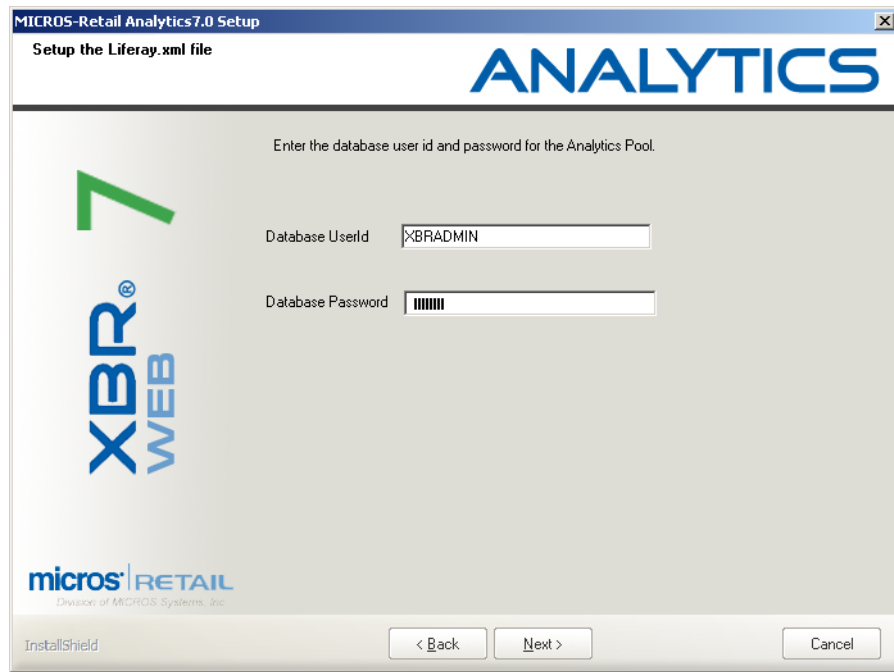 MICROS-Retail Analytics7.0 Setup
Setup the Liferay.xml file
ANALYTICS
Enter the database user id and password for the Analytics Pool.
Database UserId XBRADMIN
Database Password
XBR® 7
WEB
micros RETAIL
Division of MICROS Systems, Inc.
InstallShield
< Back Next > Cancel